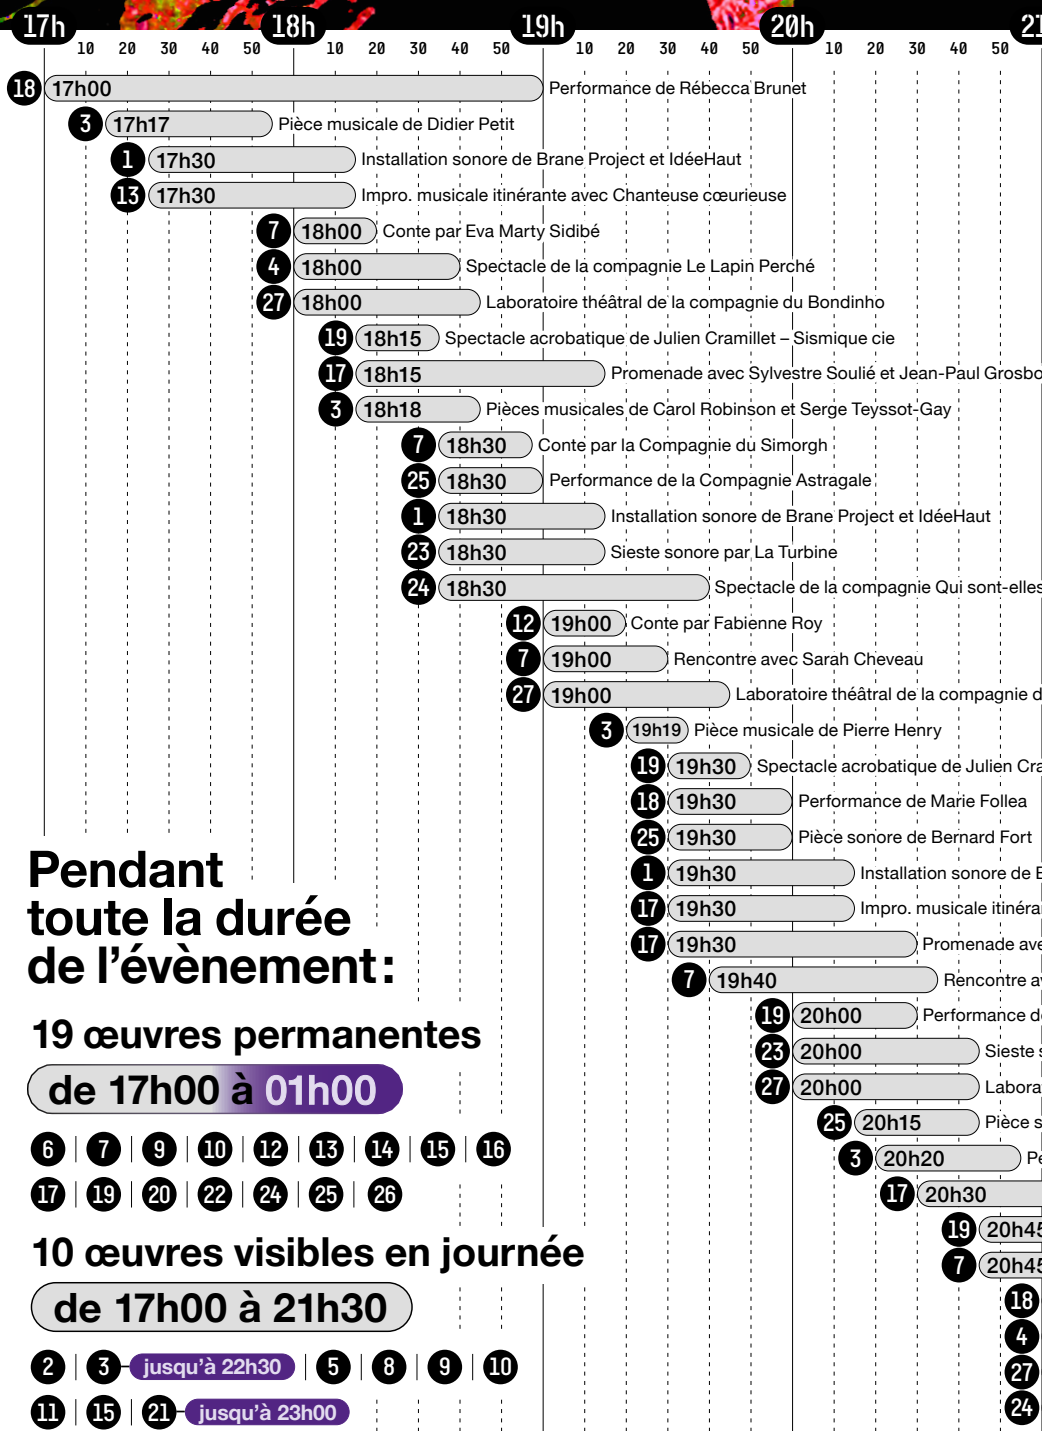 17h 18h 19h 20h 21
10 20 30 40 50 10 20 30 40 50 10 20 30 40 50 10 20 30 40 50
18 17h00 Performance de Rébecca Brunet
3 17h17 Pièce musicale de Didier Petit
1 17h30 Installation sonore de Brane Project et IdéeHaut
13 17h30 Impro. musicale itinérante avec Chanteuse cœurieuse
7 18h00 Conte par Eva Marty Sidibé
4 18h00 Spectacle de la compagnie Le Lapin Perché
27 18h00 Laboratoire théâtral de la compagnie du Bondinho
19 18h15 Spectacle acrobatique de Julien Cramillet – Sismique cie
17 18h15 Promenade avec Sylvestre Soulié et Jean-Paul Grosbo
3 18h18 Pièces musicales de Carol Robinson et Serge Teyssot-Gay
7 18h30 Conte par la Compagnie du Simorgh
25 18h30 Performance de la Compagnie Astragale
1 18h30 Installation sonore de Brane Project et IdéeHaut
23 18h30 Sieste sonore par La Turbine
24 18h30 Spectacle de la compagnie Qui sont-elles
12 19h00 Conte par Fabienne Roy
7 19h00 Rencontre avec Sarah Cheveau
27 19h00 Laboratoire théâtral de la compagnie d
3 19h19 Pièce musicale de Pierre Henry
19 19h30 Spectacle acrobatique de Julien Cra
18 19h30 Performance de Marie Follea
25 19h30 Pièce sonore de Bernard Fort
1 19h30 Installation sonore de B
17 19h30 Impro. musicale itinéra
17 19h30 Promenade ave
7 19h40 Rencontre av
19 20h00 Performance de
23 20h00 Sieste s
27 20h00 Labora
25 20h15 Pièce s
3 20h20 Pe
17 20h30
19 20h45
7 20h45
18
4
27
24
Pendant
toute la durée
de l'évènement :
19 œuvres permanentes
de 17h00 à 01h00
6 | 7 | 9 | 10 | 12 | 13 | 14 | 15 | 16
17 | 19 | 20 | 22 | 24 | 25 | 26
10 œuvres visibles en journée
de 17h00 à 21h30
2 | 3 jusqu'à 22h30 | 5 | 8 | 9 | 10
11 | 15 | 21 jusqu'à 23h00